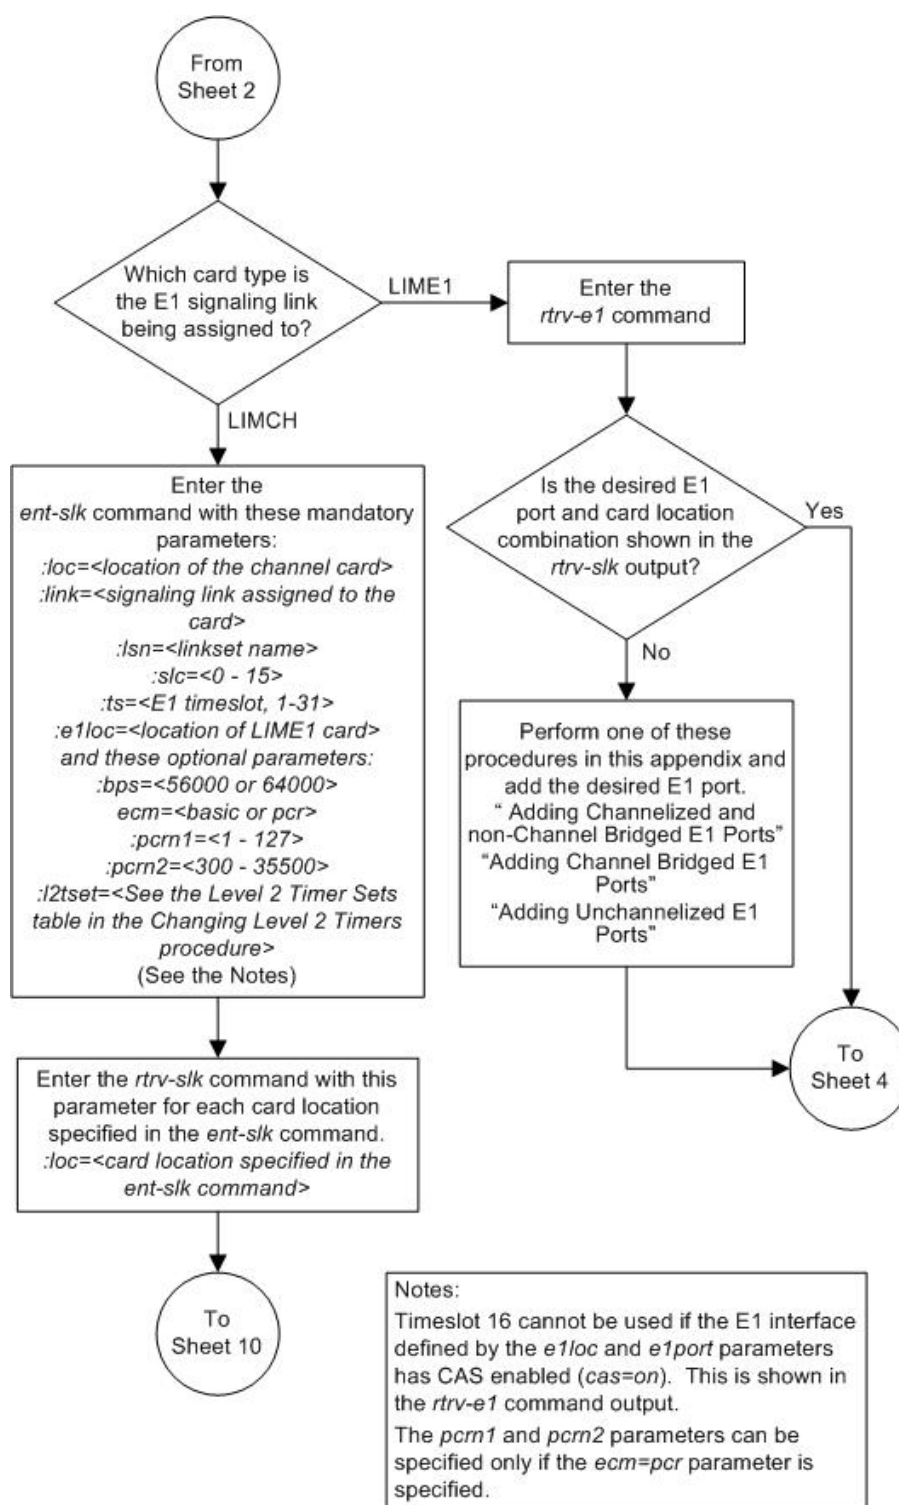 From
Sheet 2
Which card type is
the E1 signaling link
being assigned to?
LIME1
Enter the
rtrv-e1 command
LIMCH
Enter the
ent-slk command with these mandatory
parameters:
:loc=<location of the channel card>
:link=<signaling link assigned to the
card>
:lsn=<linkset name>
:slc=<0 - 15>
:ts=<E1 timeslot, 1-31>
:e1loc=<location of LIME1 card>
and these optional parameters:
:bps=<56000 or 64000>
ecm=<basic or pcr>
:pcrn1=<1 - 127>
:pcrn2=<300 - 35500>
:l2tset=<See the Level 2 Timer Sets
table in the Changing Level 2 Timers
procedure>
(See the Notes)
Is the desired E1
port and card location
combination shown in the
rtrv-slk output?
Yes
No
Perform one of these
procedures in this appendix and
add the desired E1 port.
“ Adding Channelized and
non-Channel Bridged E1 Ports”
“Adding Channel Bridged E1
Ports”
“Adding Unchannelized E1
Ports”
To
Sheet 4
Enter the rtrv-slk command with this
parameter for each card location
specified in the ent-slk command.
:loc=<card location specified in the
ent-slk command>
To
Sheet 10
Notes:
Timeslot 16 cannot be used if the E1 interface
defined by the e1loc and e1port parameters
has CAS enabled (cas=on).  This is shown in
the rtrv-e1 command output.
The pcrn1 and pcrn2 parameters can be
specified only if the ecm=pcr parameter is
specified.